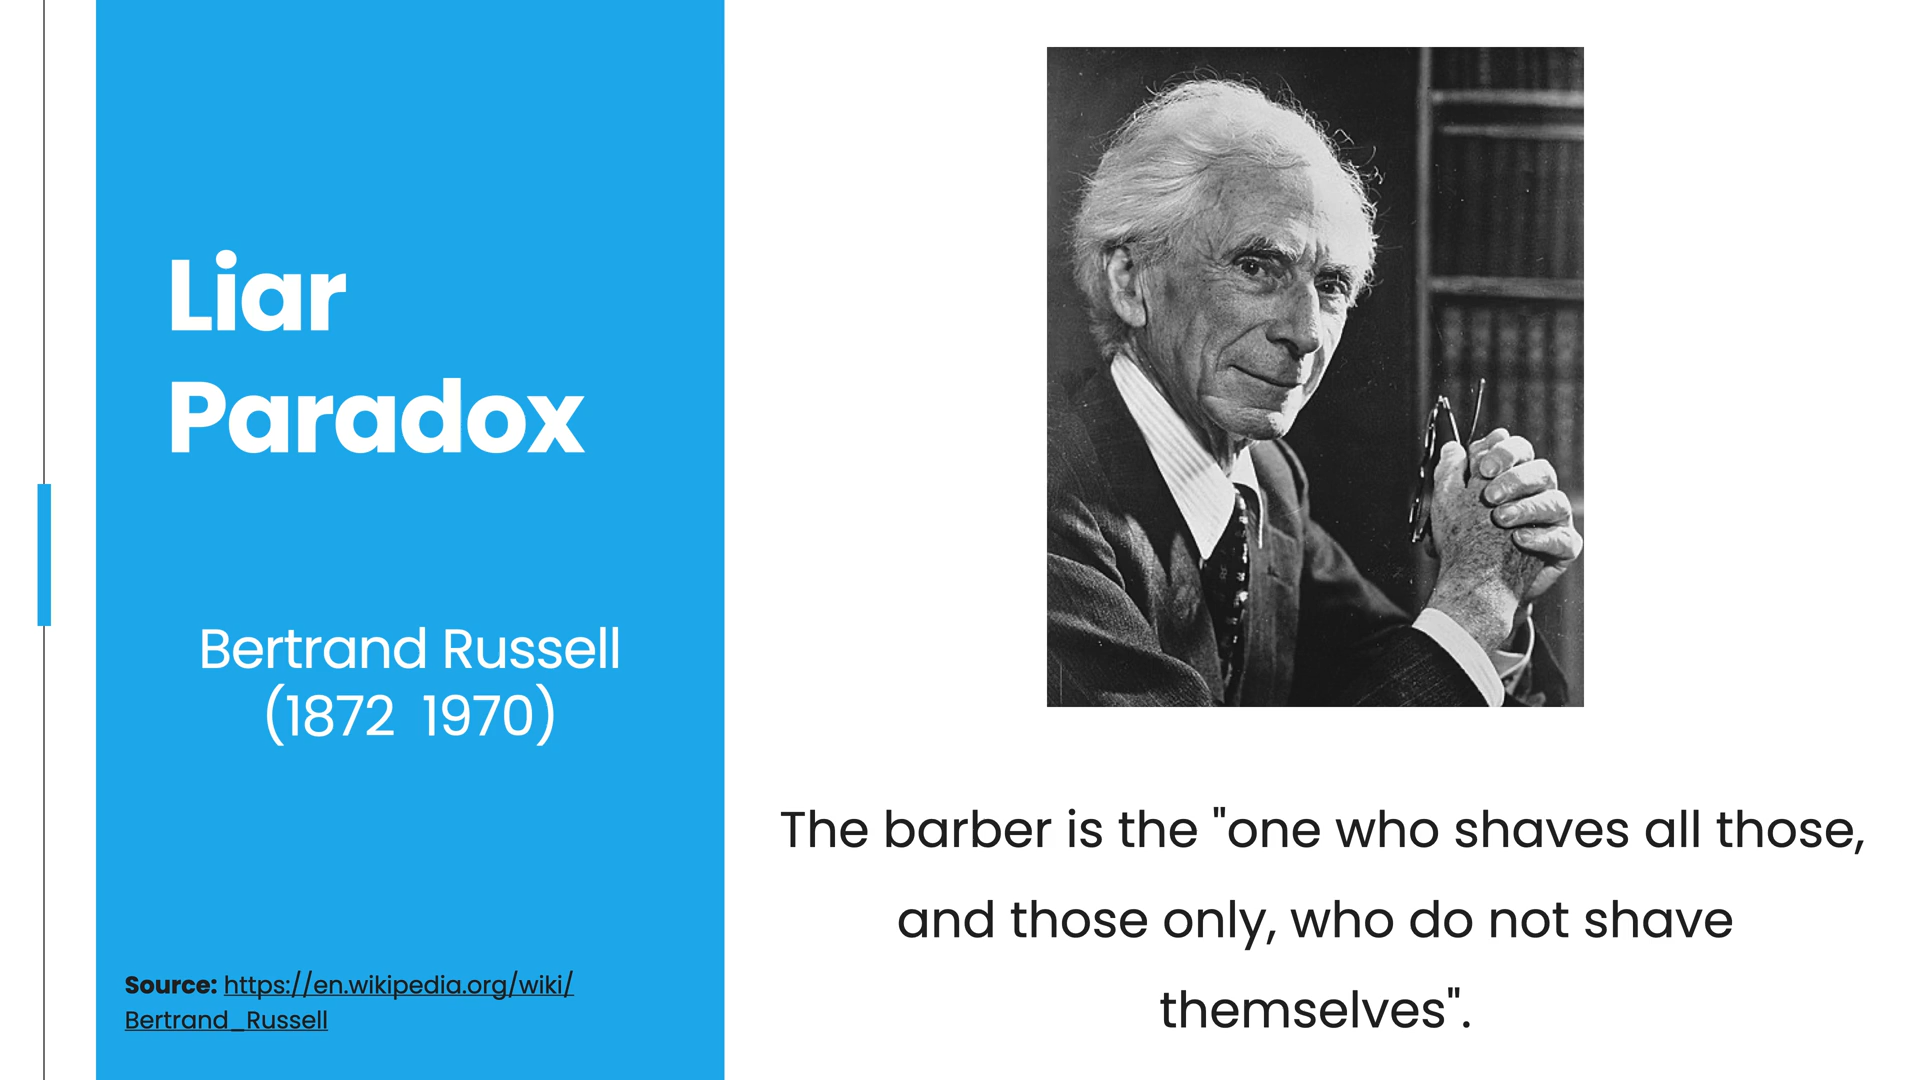 Liar
Paradox
Bertrand Russell
(1872  1970)
Source: https://en.wikipedia.org/wiki/
Bertrand_Russell
The barber is the "one who shaves all those,
and those only, who do not shave
themselves".